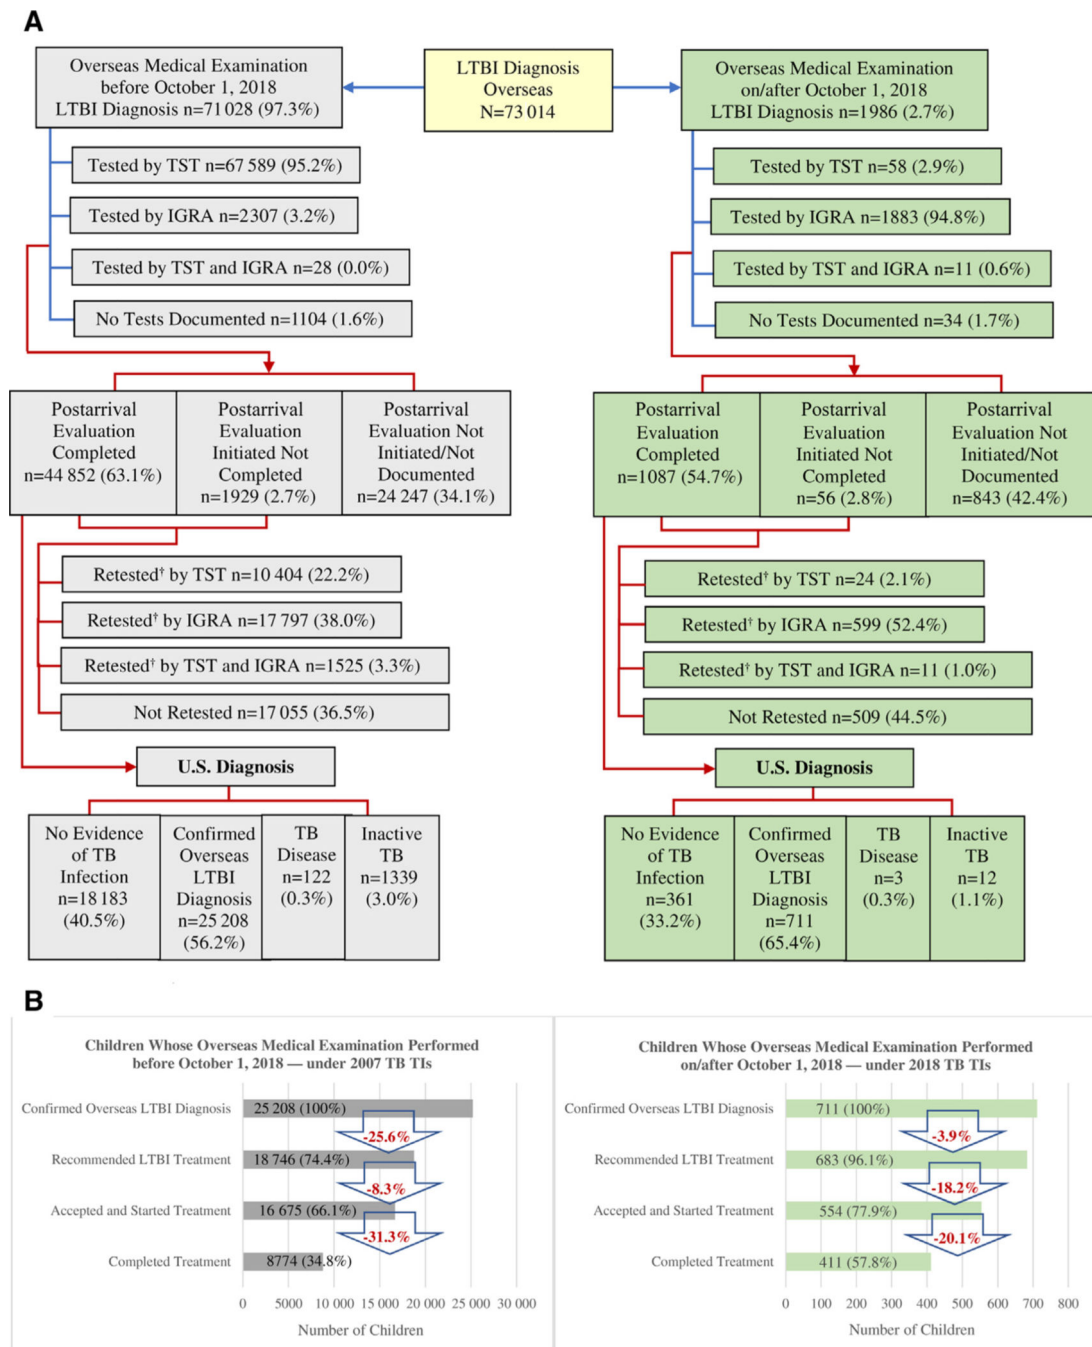 A
Overseas Medical Examination
before October 1, 2018
LTBI Diagnosis n=71 028 (97.3%)
LTBI Diagnosis
Overseas
N=73 014
Overseas Medical Examination
on/after October 1, 2018
LTBI Diagnosis n=1986 (2.7%)
Tested by TST n=67 589 (95.2%)
Tested by IGRA n=2307 (3.2%)
Tested by TST and IGRA n=28 (0.0%)
No Tests Documented n=1104 (1.6%)
Tested by TST n=58 (2.9%)
Tested by IGRA n=1883 (94.8%)
Tested by TST and IGRA n=11 (0.6%)
No Tests Documented n=34 (1.7%)
Postarrival
Evaluation
Completed
n=44 852 (63.1%)
Postarrival
Evaluation
Initiated Not
Completed
n=1929 (2.7%)
Postarrival
Evaluation Not
Initiated/Not
Documented
n=24 247 (34.1%)
Postarrival
Evaluation
Completed
n=1087 (54.7%)
Postarrival
Evaluation
Initiated Not
Completed
n=56 (2.8%)
Postarrival
Evaluation Not
Initiated/Not
Documented
n=843 (42.4%)
Retested† by TST n=10 404 (22.2%)
Retested† by IGRA n=17 797 (38.0%)
Retested† by TST and IGRA n=1525 (3.3%)
Not Retested n=17 055 (36.5%)
Retested† by TST n=24 (2.1%)
Retested† by IGRA n=599 (52.4%)
Retested† by TST and IGRA n=11 (1.0%)
Not Retested n=509 (44.5%)
U.S. Diagnosis
No Evidence
of TB
Infection
n=18 183
(40.5%)
Confirmed
Overseas
LTBI
Diagnosis
n=25 208
(56.2%)
TB
Disease
n=122
(0.3%)
Inactive
TB
n=1339
(3.0%)
U.S. Diagnosis
No Evidence
of TB
Infection
n=361
(33.2%)
Confirmed
Overseas
LTBI
Diagnosis
n=711
(65.4%)
TB
Disease
n=3
(0.3%)
Inactive
TB
n=12
(1.1%)
B
Children Whose Overseas Medical Examination Performed
before October 1, 2018 — under 2007 TB TIs
Confirmed Overseas LTBI Diagnosis
25 208 (100%)
-25.6%
Recommended LTBI Treatment
18 746 (74.4%)
-8.3%
Accepted and Started Treatment
16 675 (66.1%)
-31.3%
Completed Treatment
8774 (34.8%)
0 5000 10 000 15 000 20 000 25 000 30 000
Number of Children
Children Whose Overseas Medical Examination Performed
on/after October 1, 2018 — under 2018 TB TIs
Confirmed Overseas LTBI Diagnosis
711 (100%)
-3.9%
Recommended LTBI Treatment
683 (96.1%)
-18.2%
Accepted and Started Treatment
554 (77.9%)
-20.1%
Completed Treatment
411 (57.8%)
0 100 200 300 400 500 600 700 800
Number of Children